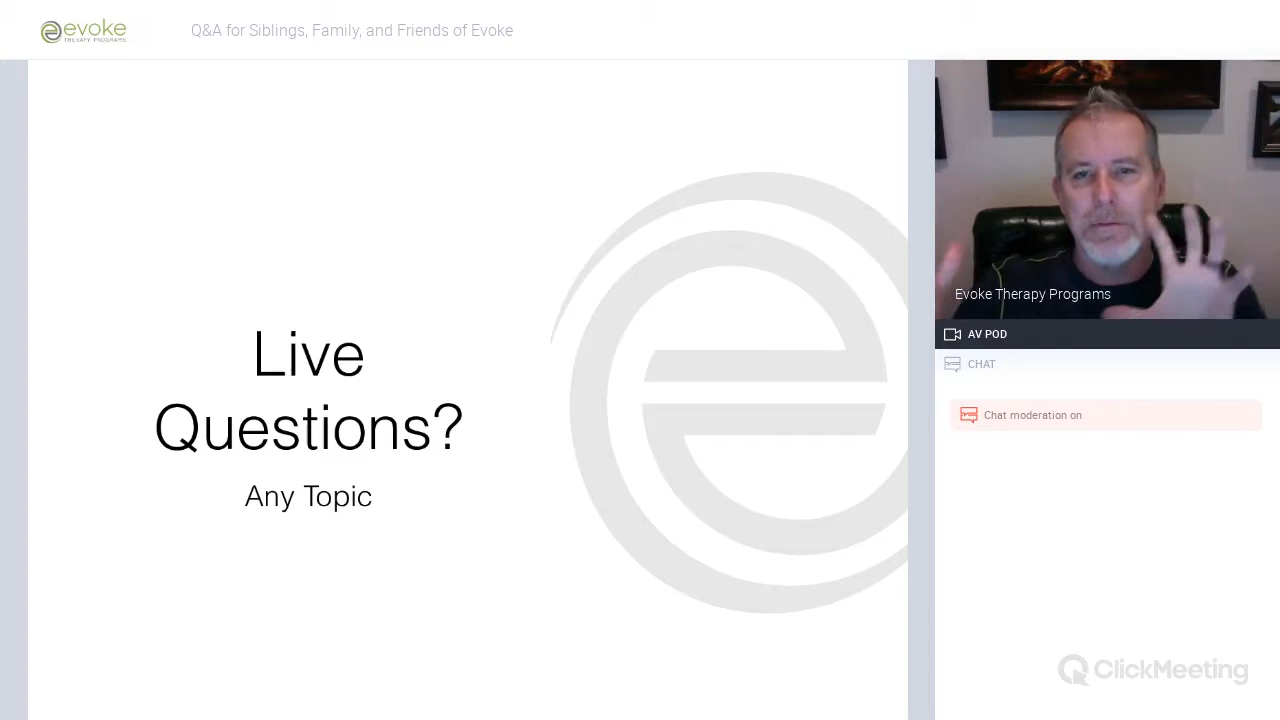 evoke
THERAPY PROGRAMS
Q&A for Siblings, Family, and Friends of Evoke
Live
Questions?
Any Topic
Evoke Therapy Programs
AV POD
CHAT
Chat moderation on
ClickMeeting